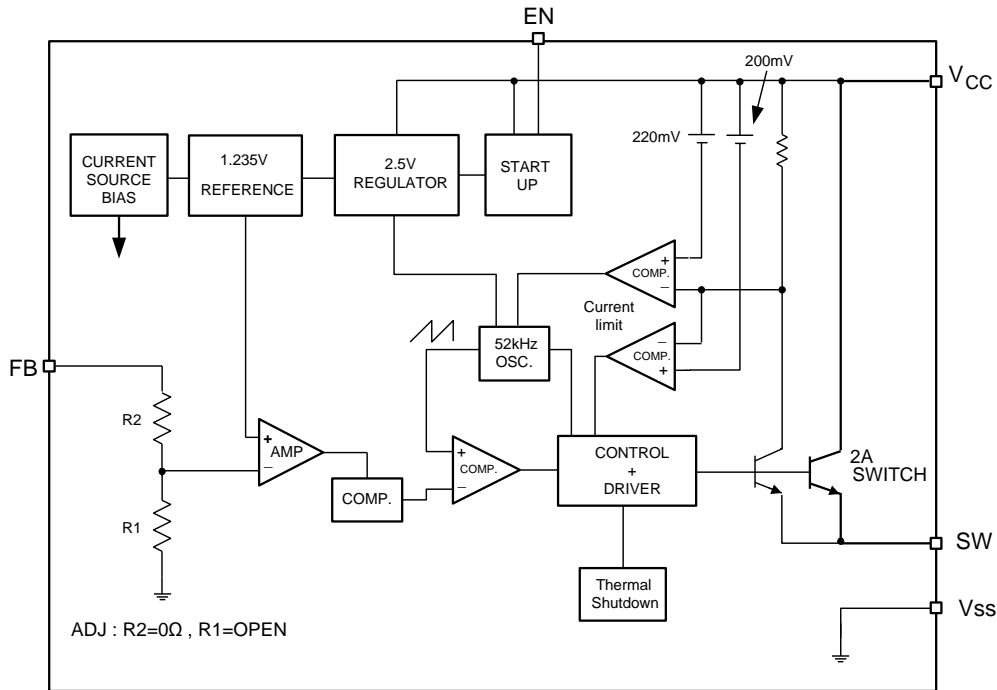 EN
200mV
VCC
220mV
CURRENT
SOURCE
BIAS
1.235V
REFERENCE
2.5V
REGULATOR
START
UP
+
COMP.
–
Current
limit
–
COMP.
+
52kHz
OSC.
FB
R2
+
AMP
–
COMP.
+
COMP.
–
CONTROL
+
DRIVER
2A
SWITCH
R1
SW
Thermal
Shutdown
Vss
ADJ : R2=0Ω , R1=OPEN